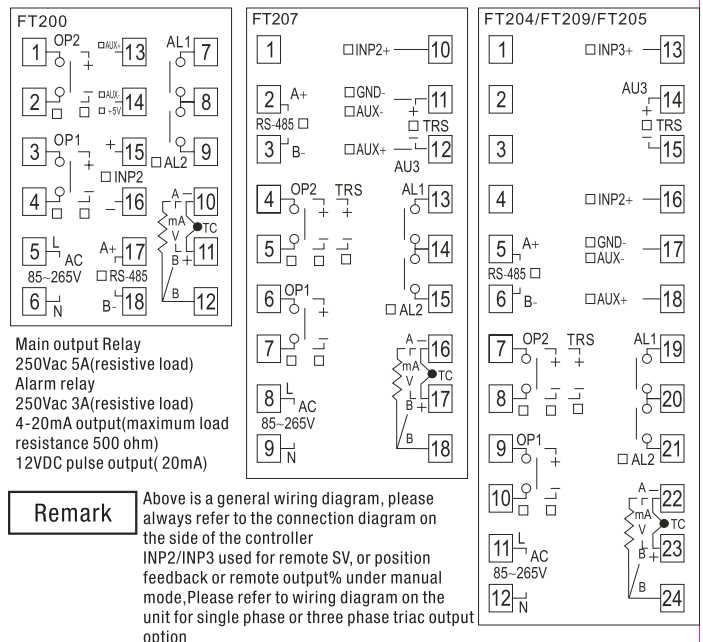 FT200
1 OP2 □AUX+ 13 AL1 7
+
2 □ □ □AUX- 14 8
□ +5V
3 OP1 + 15 9
+ □ AL2
□ INP2
4 □ □ - 16 A - 10
mA
V TC
5 L A+ 17 B + 11
AC
85~265V □ RS-485
6 N B- 18 B 12
Main output Relay
250Vac 5A(resistive load)
Alarm relay
250Vac 3A(resistive load)
4-20mA output(maximum load
resistance 500 ohm)
12VDC pulse output( 20mA)
FT207
1 □ INP2+ 10
2 A+ □ GND- 11
□ AUX- +
RS-485 □ □ TRS
3 B- □ AUX+ 12
AU3
4 OP2 TRS AL1 13
+ +
5 □ □ □ 14
6 OP1 15
+ □ AL2
7 □ □ A - 16
mA
V TC
8 L B + 17
AC
85~265V
9 N B 18
FT204/FT209/FT205
1 □ INP3+ 13
2 AU3 14
+
□ TRS
3 15
4 □ INP2+ 16
5 A+ □ GND- 17
□ AUX-
RS-485 □
6 B- □ AUX+ 18
7 OP2 TRS AL1 19
+ +
8 □ □ □ 20
9 OP1 21
+ □ AL2
10 □ □ A - 22
mA
V TC
11 L B + 23
AC
85~265V
12 N B 24
Remark
Above is a general wiring diagram, please
always refer to the connection diagram on
the side of the controller
INP2/INP3 used for remote SV, or position
feedback or remote output% under manual
mode,Please refer to wiring diagram on the
unit for single phase or three phase triac output
option